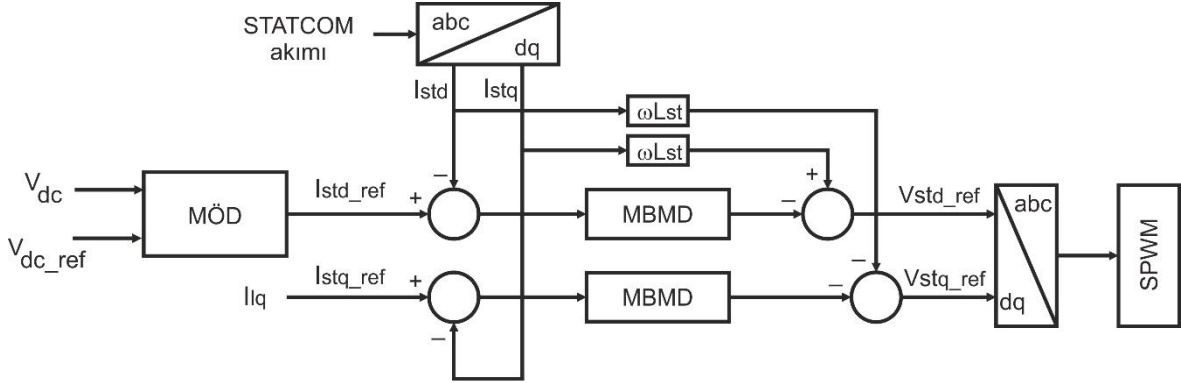 STATCOM
akımı
abc
dq
Istd
Istq
ωLst
ωLst
–
+
Vdc
Vdc_ref
MÖD
Istd_ref
+
MBMD
–
Vstd_ref
abc
dq
SPWM
Ilq
Istq_ref
+
–
MBMD
–
–
Vstq_ref